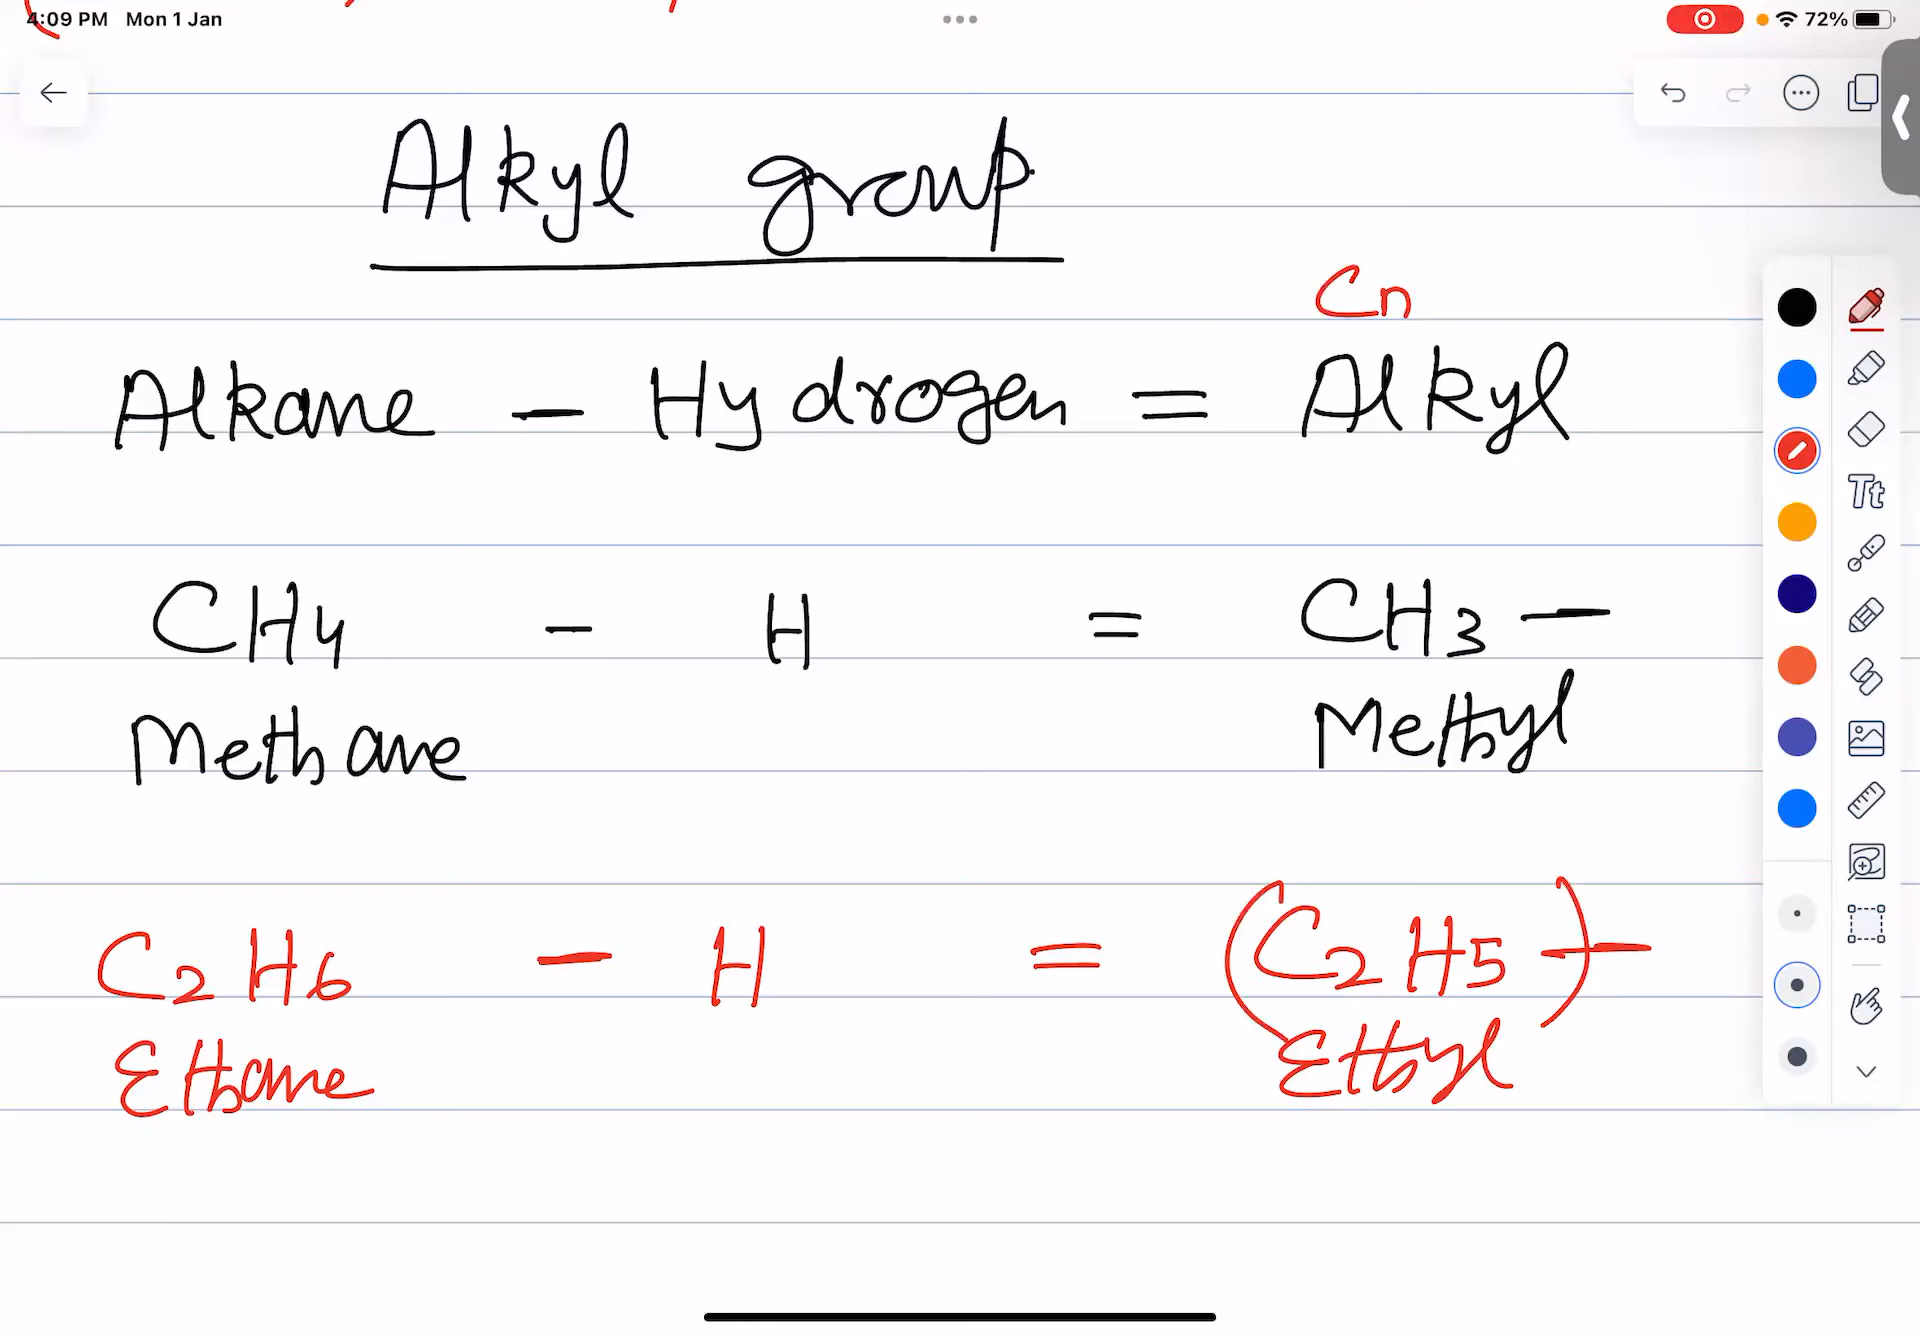 4:09 PM Mon 1 Jan
72%
Alkyl group
Cn
Alkane - Hydrogen = Alkyl
CH4 - H = CH3 -
Methane Methyl
C2H6 - H = (C2H5) -
Ethane Ethyl
Tt